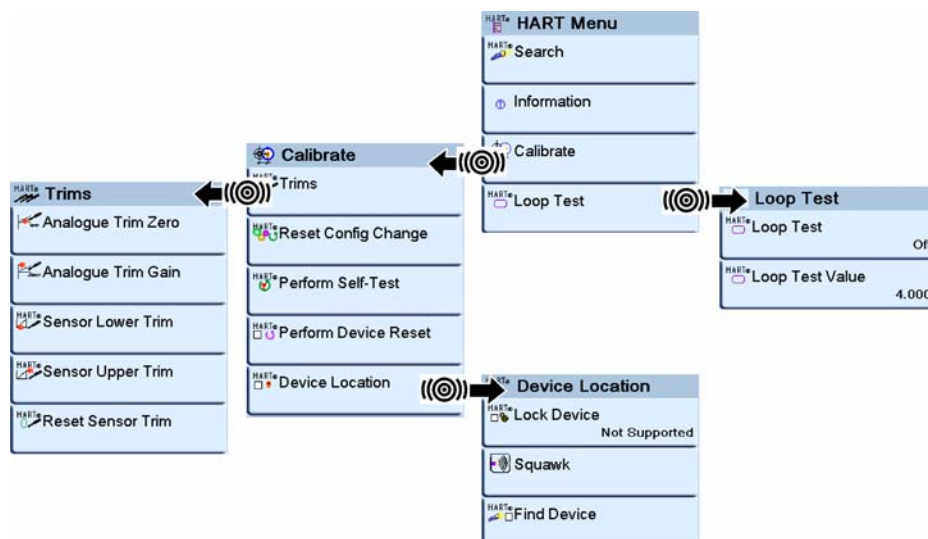 HART Menu
Search
Information
Calibrate
Loop Test
Calibrate
Trims
Reset Config Change
Perform Self-Test
Perform Device Reset
Device Location
Trims
Analogue Trim Zero
Analogue Trim Gain
Sensor Lower Trim
Sensor Upper Trim
Reset Sensor Trim
Loop Test
Loop Test
Loop Test Value
4.000
Device Location
Lock Device
Not Supported
Squawk
Find Device